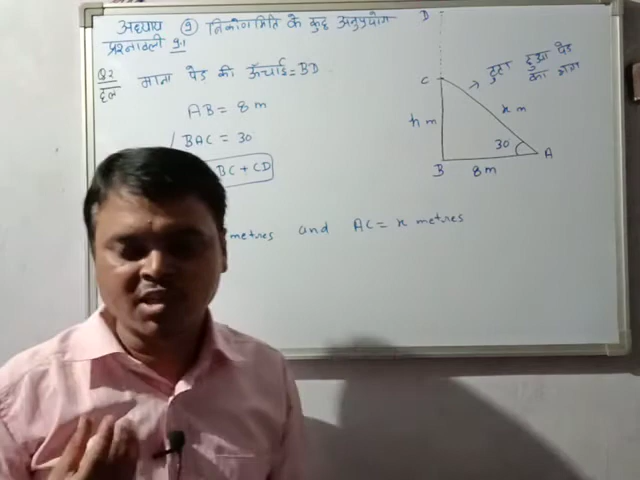 अध्याय 9 त्रिकोणमिति के कुछ अनुप्रयोग
प्रश्नावली 9.1
Q2 माना पेड की ऊँचाई = BD
हल
AB = 8 m
BAC = 30
BC + CD
metres and AC = x metres
D
C
टुटा हुआ पेड
का भाग
h m
x m
30
A
B
8m